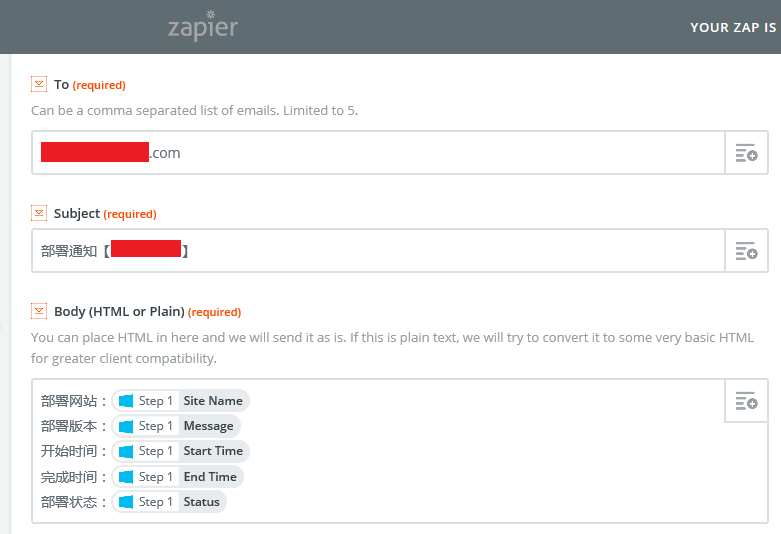 zapier
YOUR ZAP IS
To (required)
Can be a comma separated list of emails. Limited to 5.
.com
Subject (required)
部署通知【 】
Body (HTML or Plain) (required)
You can place HTML in here and we will send it as is. If this is plain text, we will try to convert it to some very basic HTML
for greater client compatibility.
部署网站： Step 1 Site Name
部署版本： Step 1 Message
开始时间： Step 1 Start Time
完成时间： Step 1 End Time
部署状态： Step 1 Status